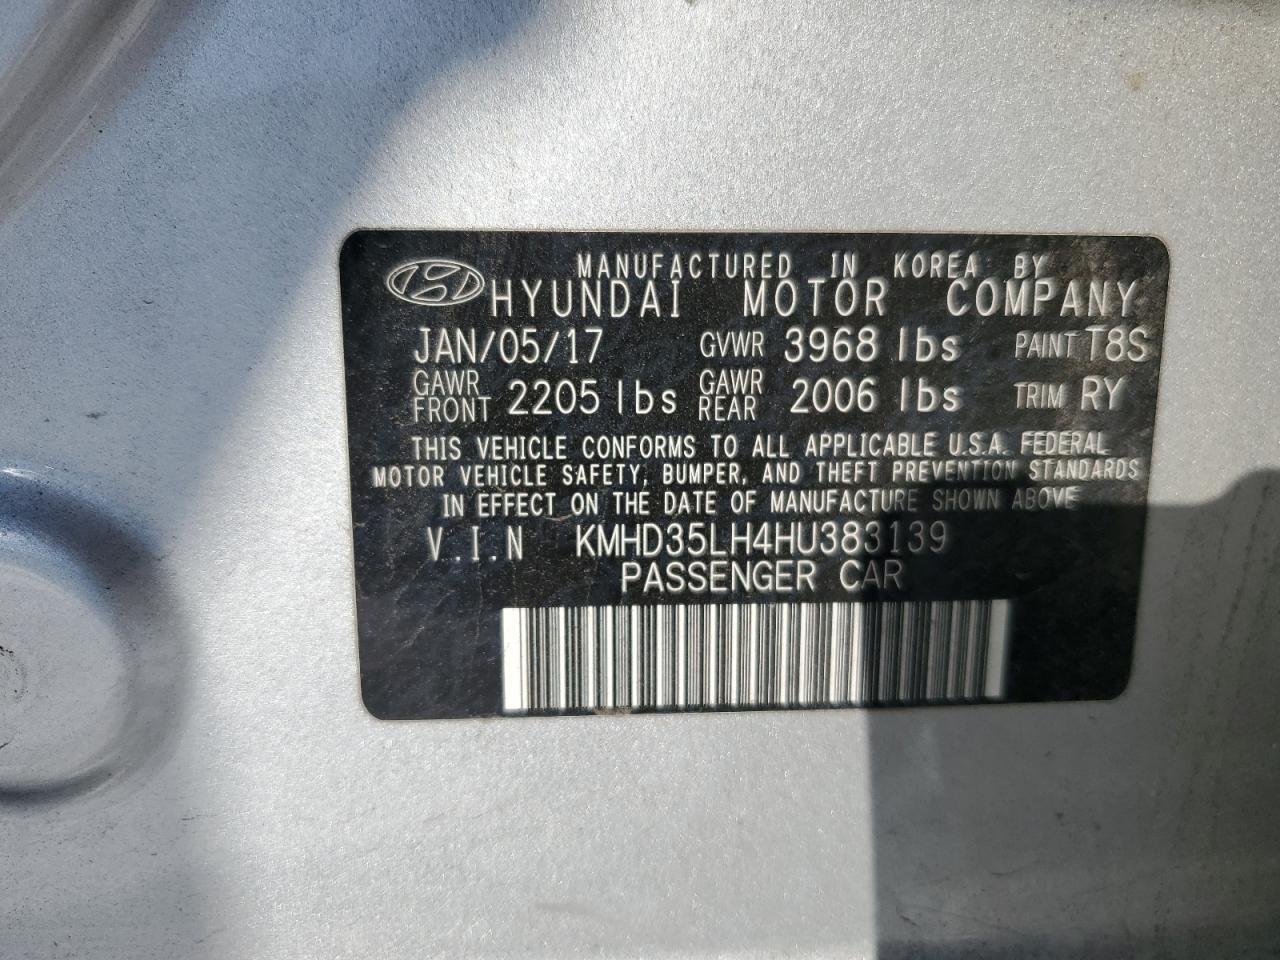 MANUFACTURED IN KOREA BY
HYUNDAI MOTOR COMPANY
JAN/05/17 GVWR 3968 lbs PAINT T8S
GAWR FRONT 2205 lbs GAWR REAR 2006 lbs TRIM RY
THIS VEHICLE CONFORMS TO ALL APPLICABLE U.S.A. FEDERAL
MOTOR VEHICLE SAFETY, BUMPER, AND THEFT PREVENTION STANDARDS
IN EFFECT ON THE DATE OF MANUFACTURE SHOWN ABOVE
V.I.N KMHD35LH4HU383139
PASSENGER CAR